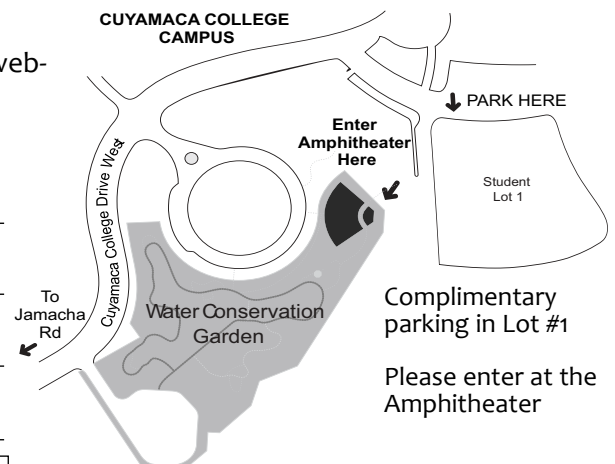 CUYAMACA COLLEGE
CAMPUS
web-
PARK HERE
Enter
Amphitheater
Here
Student
Lot 1
Cuyamaca College Drive West
To
Jamacha
Rd
Water Conservation
Garden
Complimentary
parking in Lot #1
Please enter at the
Amphitheater